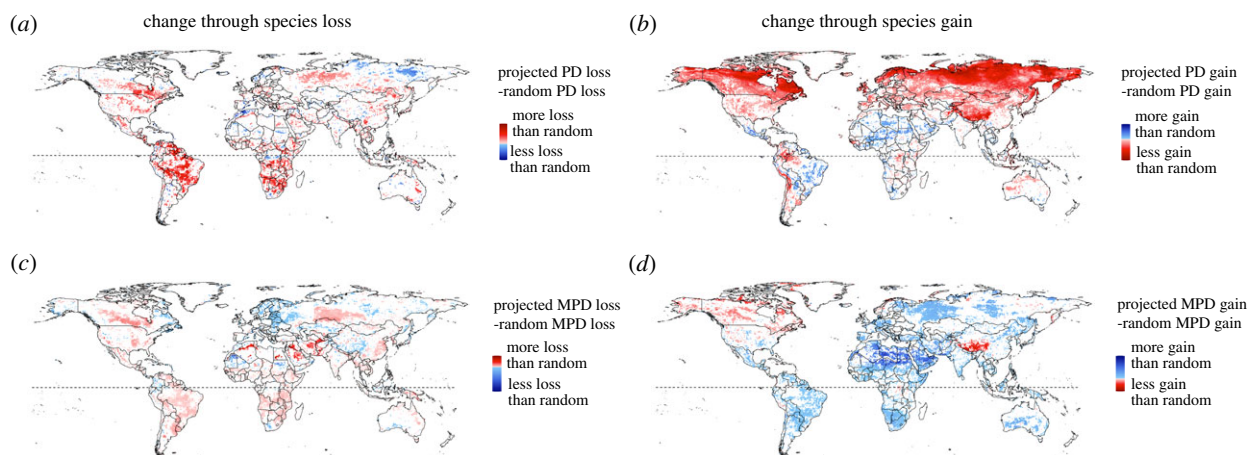 (a)
change through species loss
projected PD loss
-random PD loss
more loss
than random
less loss
than random
(b)
change through species gain
projected PD gain
-random PD gain
more gain
than random
less gain
than random
(c)
projected MPD loss
-random MPD loss
more loss
than random
less loss
than random
(d)
projected MPD gain
-random MPD gain
more gain
than random
less gain
than random